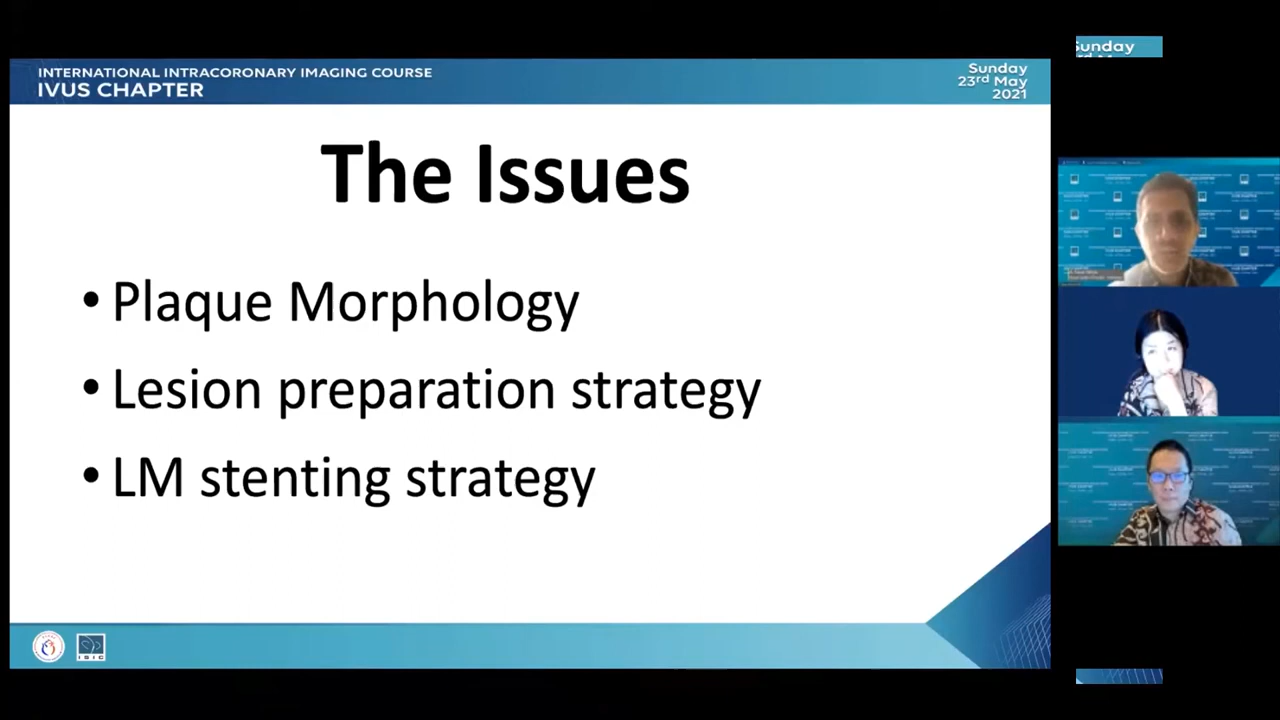 INTERNATIONAL INTRACORONARY IMAGING COURSE
IVUS CHAPTER
Sunday
23rd May
2021
The Issues
• Plaque Morphology
• Lesion preparation strategy
• LM stenting strategy
ISIC
Sunday